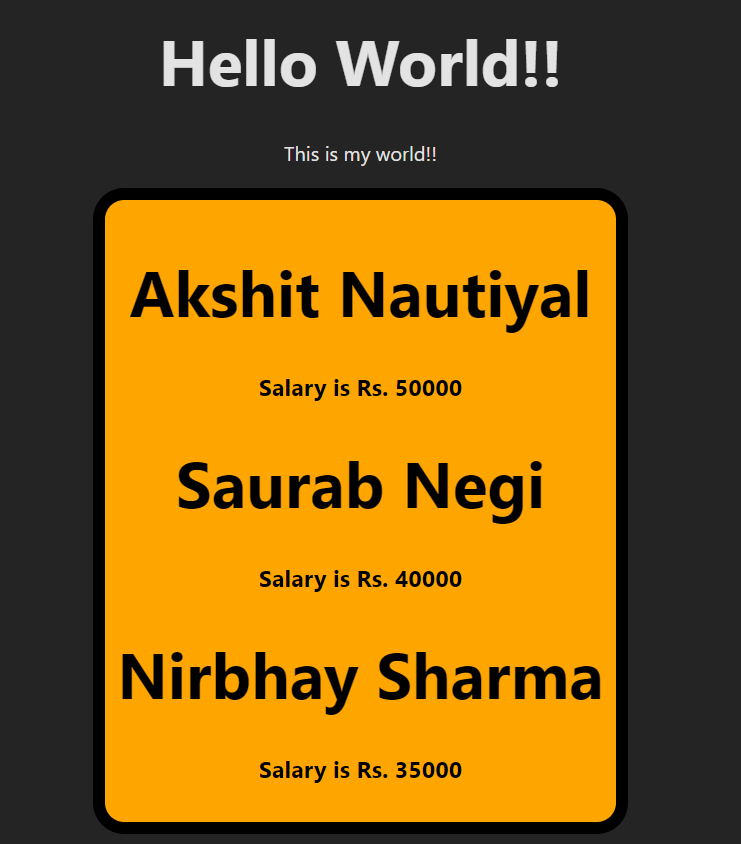 Hello World!!
This is my world!!
Akshit Nautiyal
Salary is Rs. 50000
Saurab Negi
Salary is Rs. 40000
Nirbhay Sharma
Salary is Rs. 35000